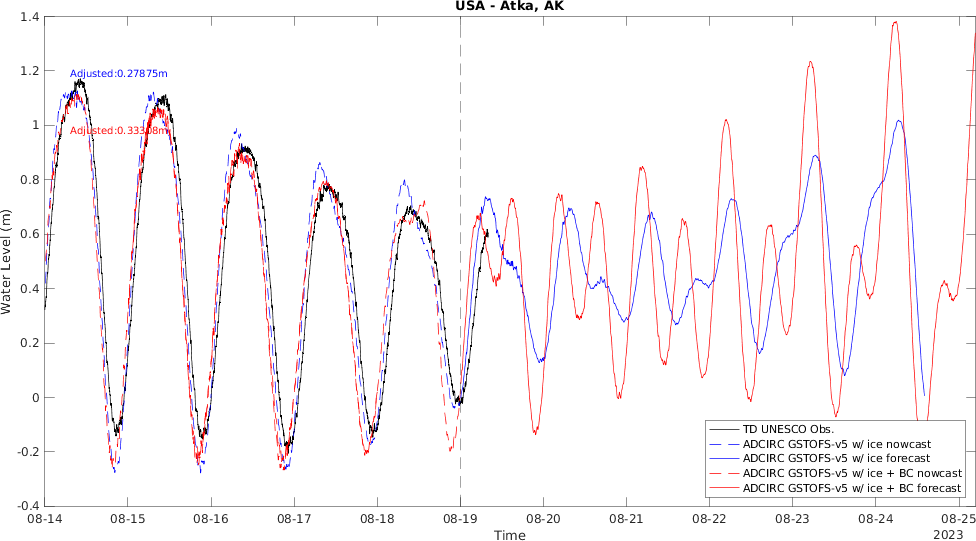 USA - Atka, AK
1.4
1.2
1
0.8
0.6
0.4
0.2
0
-0.2
-0.4
Water Level (m)
Adjusted:0.27875m
Adjusted:0.33308m
TD UNESCO Obs.
ADCIRC GSTOFS-v5 w/ ice nowcast
ADCIRC GSTOFS-v5 w/ ice forecast
ADCIRC GSTOFS-v5 w/ ice + BC nowcast
ADCIRC GSTOFS-v5 w/ ice + BC forecast
08-14 08-15 08-16 08-17 08-18 08-19 08-20 08-21 08-22 08-23 08-24 08-25
2023
Time